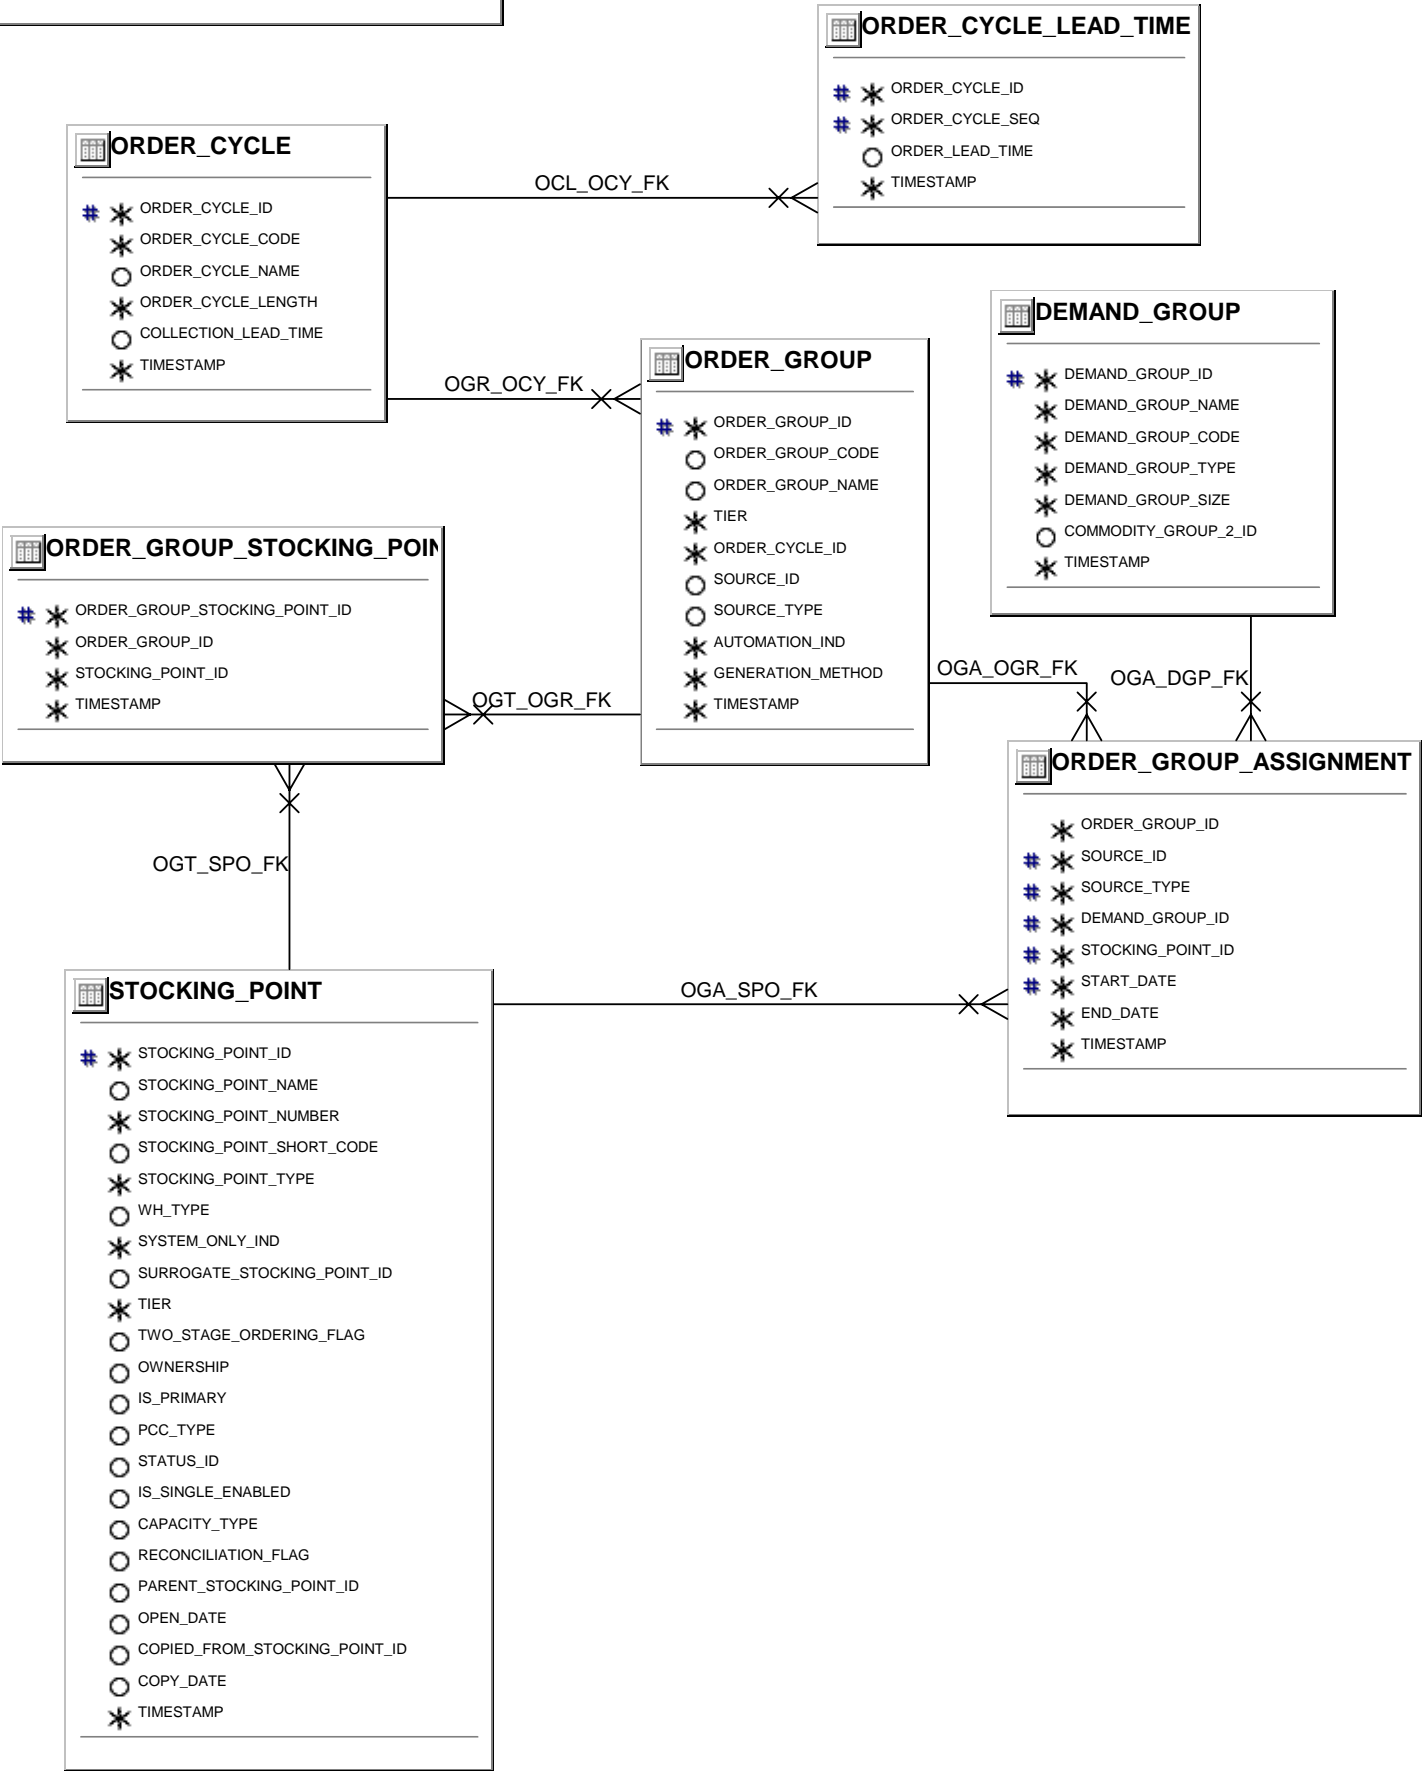 ORDER_CYCLE_LEAD_TIME
# * ORDER_CYCLE_ID
# * ORDER_CYCLE_SEQ
ORDER_LEAD_TIME
* TIMESTAMP
ORDER_CYCLE
# * ORDER_CYCLE_ID
* ORDER_CYCLE_CODE
ORDER_CYCLE_NAME
* ORDER_CYCLE_LENGTH
COLLECTION_LEAD_TIME
* TIMESTAMP
OCL_OCY_FK
OGR_OCY_FK
DEMAND_GROUP
# * DEMAND_GROUP_ID
* DEMAND_GROUP_NAME
* DEMAND_GROUP_CODE
* DEMAND_GROUP_TYPE
* DEMAND_GROUP_SIZE
COMMODITY_GROUP_2_ID
* TIMESTAMP
ORDER_GROUP
# * ORDER_GROUP_ID
ORDER_GROUP_CODE
ORDER_GROUP_NAME
* TIER
* ORDER_CYCLE_ID
SOURCE_ID
SOURCE_TYPE
* AUTOMATION_IND
* GENERATION_METHOD
* TIMESTAMP
ORDER_GROUP_STOCKING_POIN
# * ORDER_GROUP_STOCKING_POINT_ID
* ORDER_GROUP_ID
* STOCKING_POINT_ID
* TIMESTAMP
OGT_OGR_FK
OGA_OGR_FK
OGA_DGP_FK
ORDER_GROUP_ASSIGNMENT
* ORDER_GROUP_ID
# * SOURCE_ID
# * SOURCE_TYPE
# * DEMAND_GROUP_ID
# * STOCKING_POINT_ID
# * START_DATE
* END_DATE
* TIMESTAMP
OGT_SPO_FK
OGA_SPO_FK
STOCKING_POINT
# * STOCKING_POINT_ID
STOCKING_POINT_NAME
* STOCKING_POINT_NUMBER
STOCKING_POINT_SHORT_CODE
* STOCKING_POINT_TYPE
WH_TYPE
* SYSTEM_ONLY_IND
SURROGATE_STOCKING_POINT_ID
* TIER
TWO_STAGE_ORDERING_FLAG
OWNERSHIP
IS_PRIMARY
PCC_TYPE
STATUS_ID
IS_SINGLE_ENABLED
CAPACITY_TYPE
RECONCILIATION_FLAG
PARENT_STOCKING_POINT_ID
OPEN_DATE
COPIED_FROM_STOCKING_POINT_ID
COPY_DATE
* TIMESTAMP